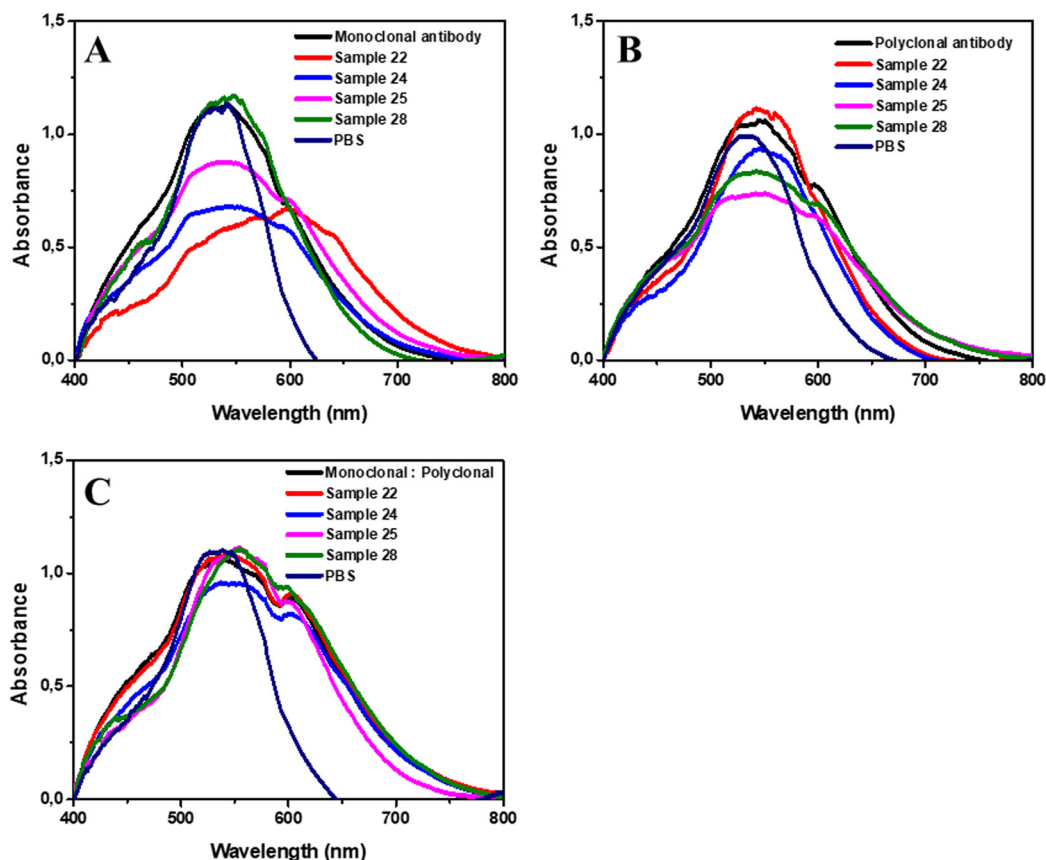 A
1,5
1,0
0,5
0,0
Absorbance
Monoclonal antibody
Sample 22
Sample 24
Sample 25
Sample 28
PBS
400 500 600 700 800
Wavelength (nm)
B
1,5
1,0
0,5
0,0
Absorbance
Polyclonal antibody
Sample 22
Sample 24
Sample 25
Sample 28
PBS
400 500 600 700 800
Wavelength (nm)
C
1,5
1,0
0,5
0,0
Absorbance
Monoclonal : Polyclonal
Sample 22
Sample 24
Sample 25
Sample 28
PBS
400 500 600 700 800
Wavelength (nm)